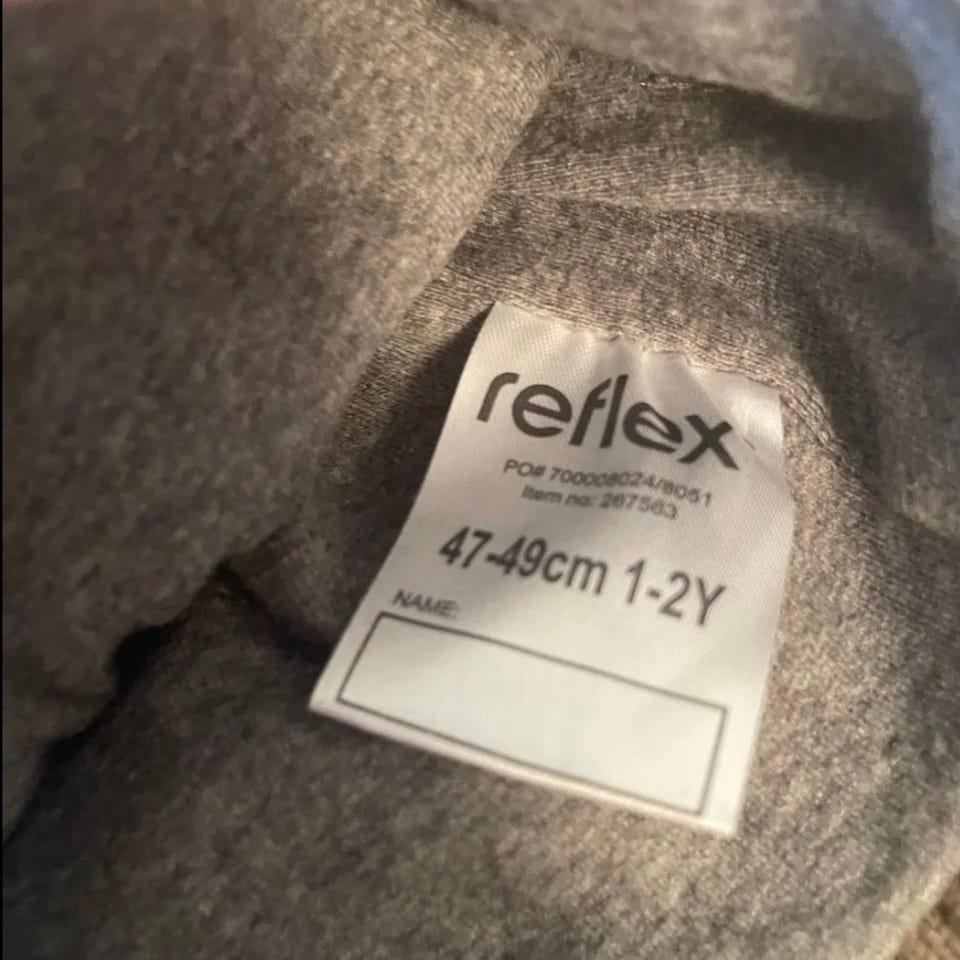 reflex
PO# 700008024/8051
Item no: 267563
47-49cm 1-2Y
NAME: